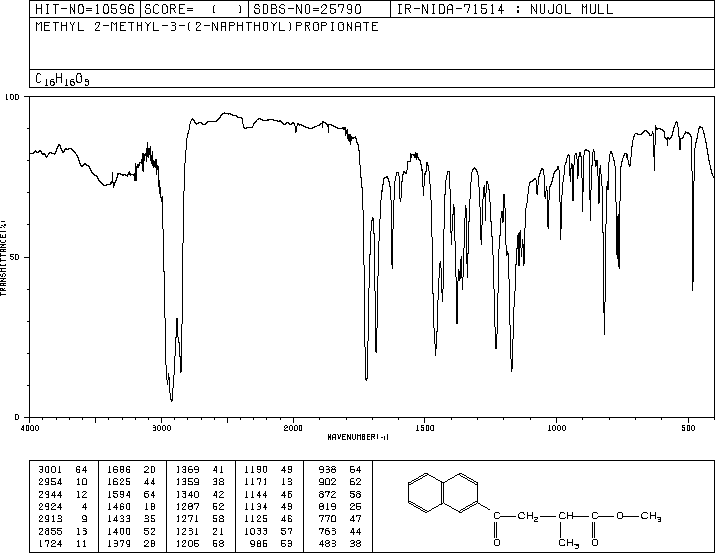 HIT-NO=10596 SCORE= ( ) SDBS-NO=25790 IR-NIDA-71514 : NUJOL MULL
METHYL 2-METHYL-3-(2-NAPHTHOYL)PROPIONATE
C16H16O3
100
50
0
TRANSMITTANCE(%)
4000 3000 2000 1500 1000 500
WAVENUMBER(-1)
3001 64 1686 20 1369 41 1190 49 938 64
2954 10 1625 44 1359 38 1171 13 902 62
2944 12 1594 64 1340 42 1144 46 872 58
2924 4 1460 18 1287 52 1134 49 819 25
2913 9 1433 35 1271 58 1125 46 770 47
2855 13 1400 52 1231 21 1033 57 763 44
1724 11 1379 28 1205 58 985 53 483 38
C-CH2-CH-C-O-CH3
O CH3 O